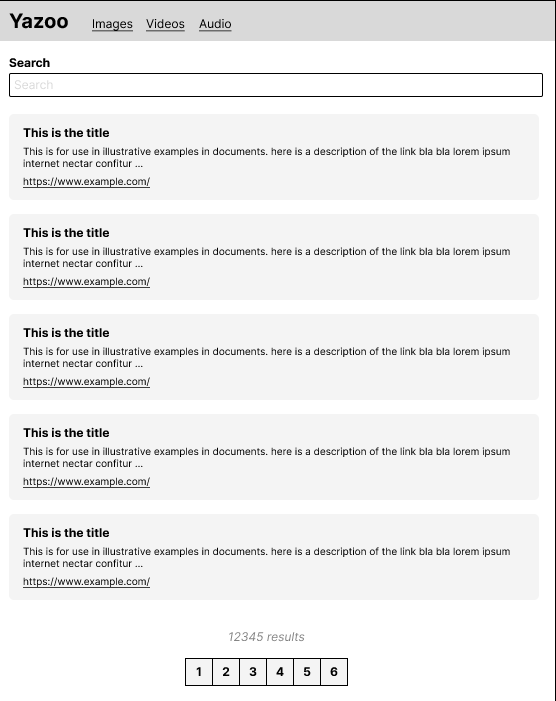 Yazoo Images Videos Audio
Search
Search
This is the title
This is for use in illustrative examples in documents. here is a description of the link bla bla lorem ipsum
internet nectar confitur ...
https://www.example.com/
This is the title
This is for use in illustrative examples in documents. here is a description of the link bla bla lorem ipsum
internet nectar confitur ...
https://www.example.com/
This is the title
This is for use in illustrative examples in documents. here is a description of the link bla bla lorem ipsum
internet nectar confitur ...
https://www.example.com/
This is the title
This is for use in illustrative examples in documents. here is a description of the link bla bla lorem ipsum
internet nectar confitur ...
https://www.example.com/
This is the title
This is for use in illustrative examples in documents. here is a description of the link bla bla lorem ipsum
internet nectar confitur ...
https://www.example.com/
12345 results
1 2 3 4 5 6